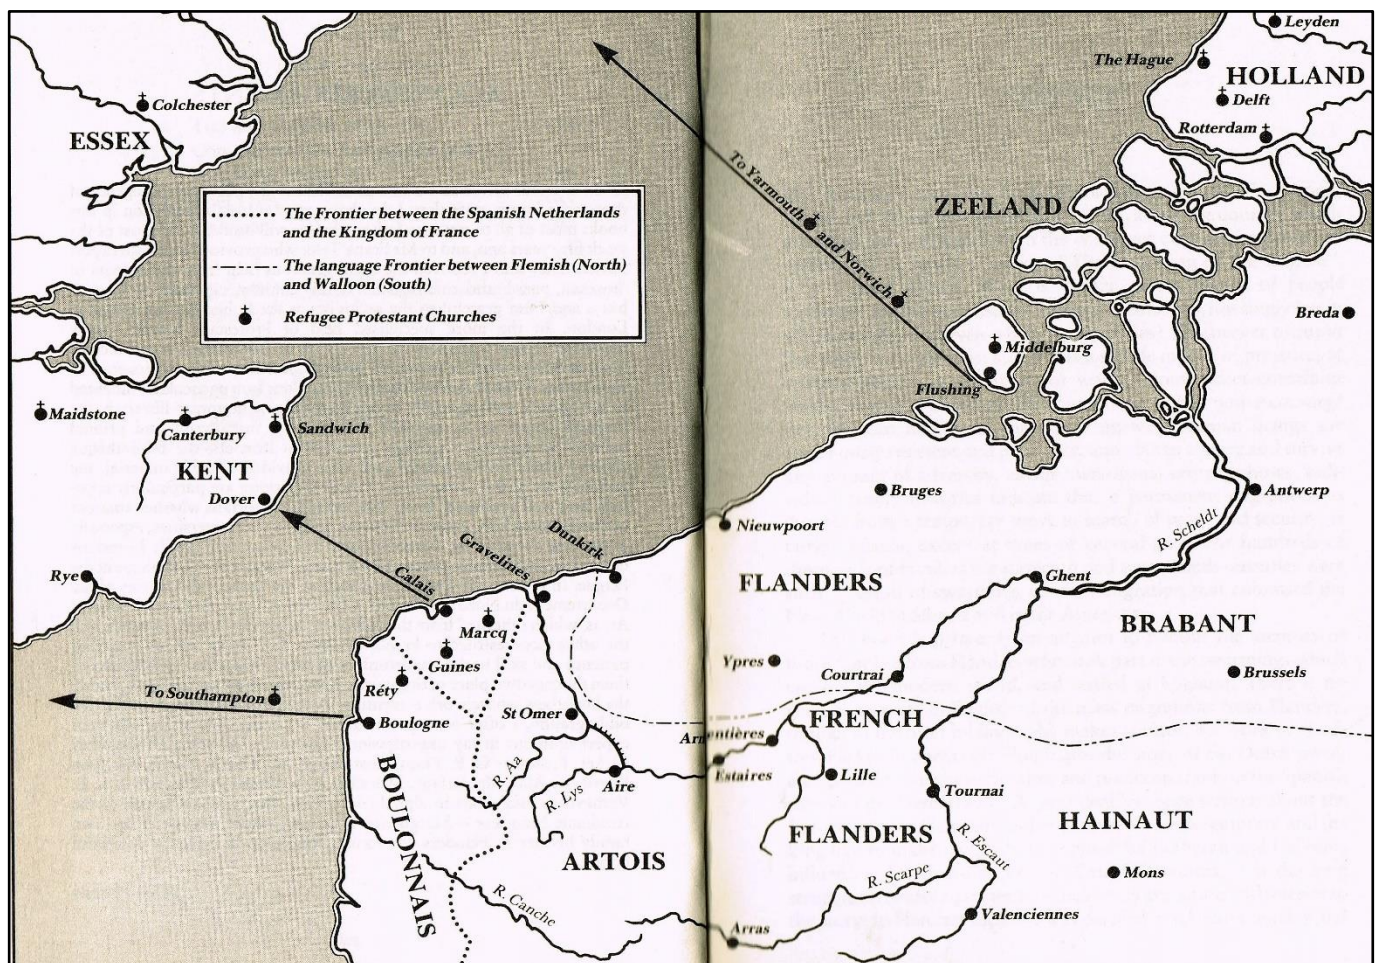 Leyden
The Hague
HOLLAND
Delft
Rotterdam
Colchester
ESSEX
To Yarmouth
and Norwich
ZEELAND
The Frontier between the Spanish Netherlands
and the Kingdom of France
The language Frontier between Flemish (North)
and Walloon (South)
Refugee Protestant Churches
Breda
Middelburg
Flushing
Maidstone
Canterbury
Sandwich
KENT
Dover
Bruges
Antwerp
Nieuwpoort
R. Scheldt
Rye
Calais
Gravelines
Dunkirk
FLANDERS
Ghent
Marcq
Guines
BRABANT
Ypres
Courtrai
Brussels
Réty
To Southampton
Boulogne
St Omer
FRENCH
Armentières
Estaires
Lille
R. Aa
R. Lys
Aire
Tournai
BOULONNAIS
ARTOIS
FLANDERS
HAINAUT
R. Escaut
R. Scarpe
Mons
R. Canche
Valenciennes
Arras